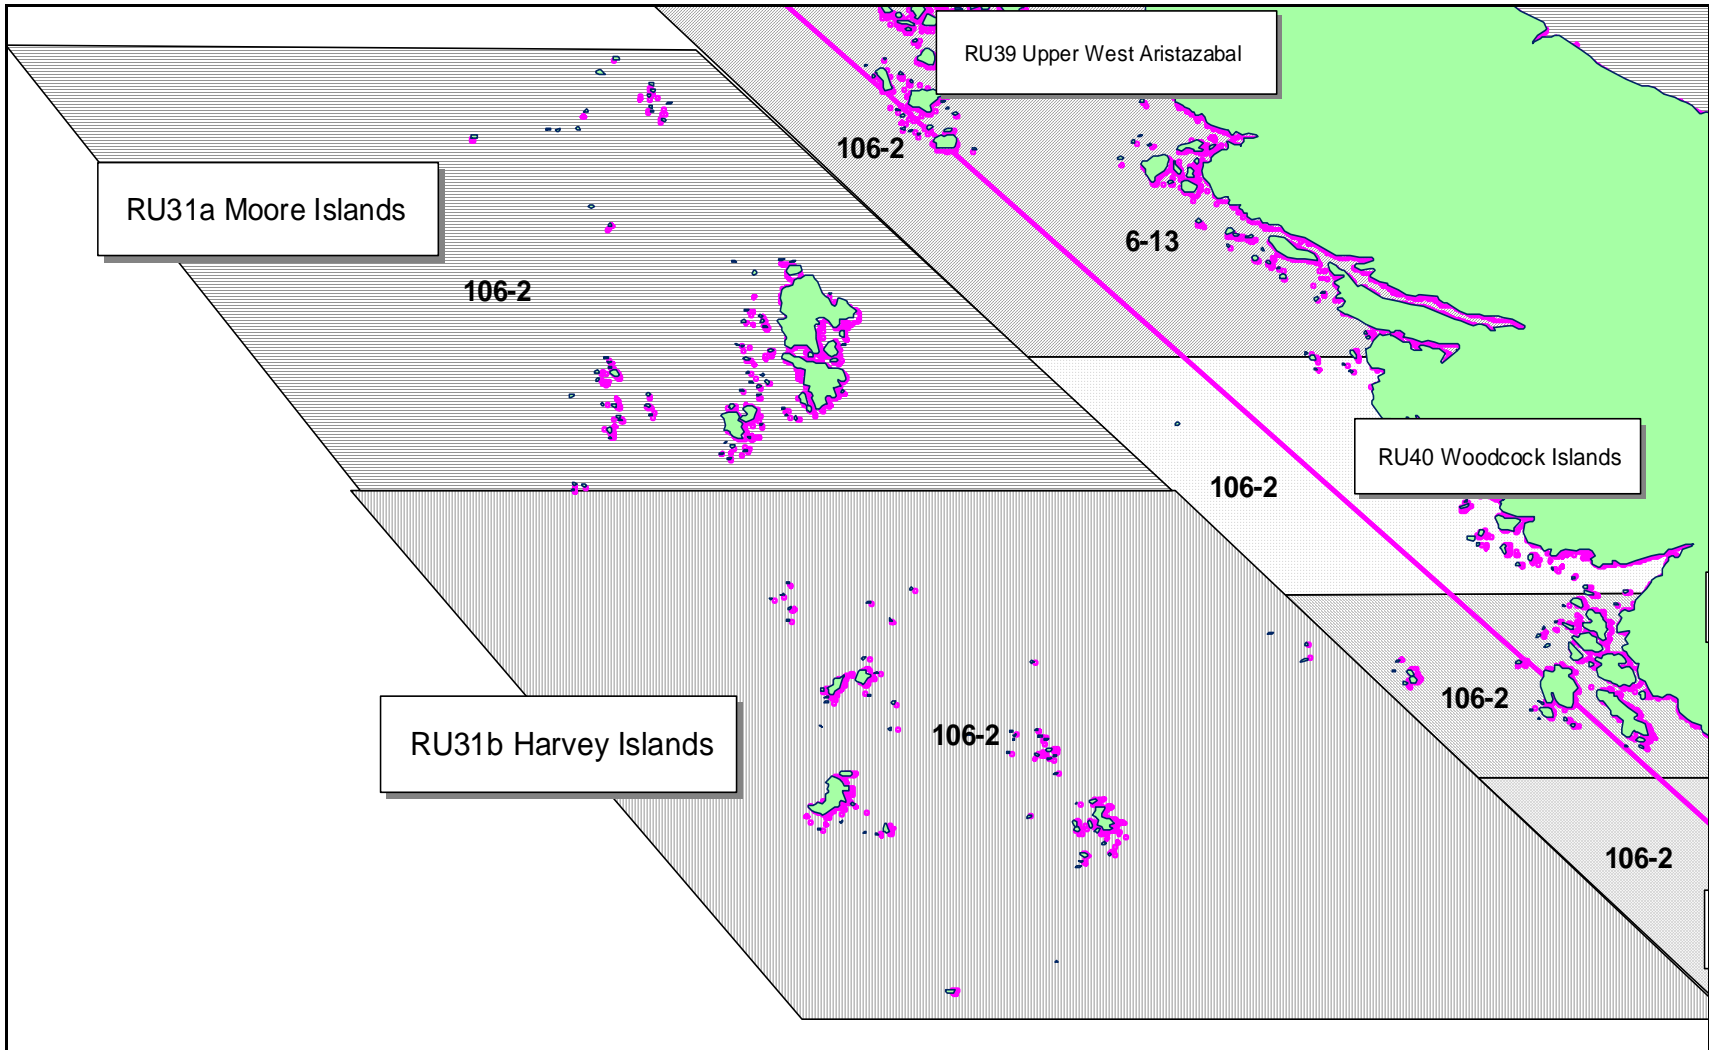 RU39 Upper West Aristazabal
106-2
RU31a Moore Islands
6-13
106-2
RU40 Woodcock Islands
106-2
106-2
106-2
RU31b Harvey Islands
106-2